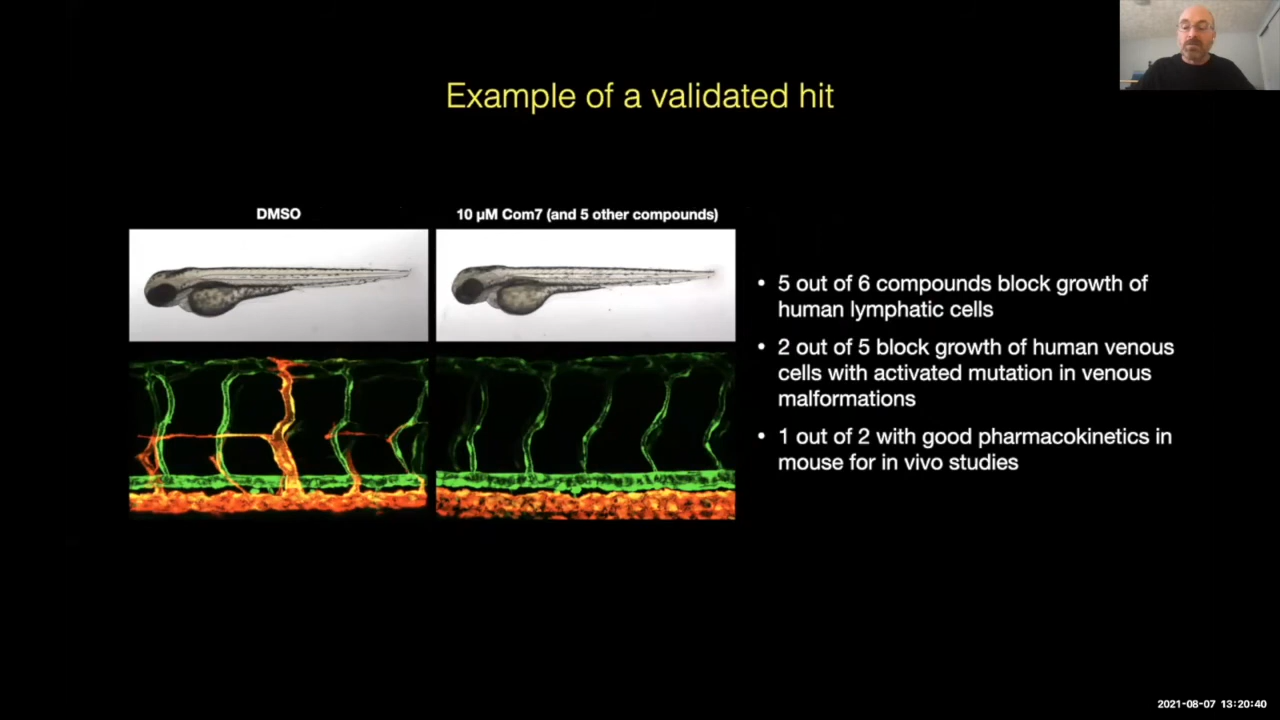 Example of a validated hit
DMSO
10 µM Com7 (and 5 other compounds)
• 5 out of 6 compounds block growth of
human lymphatic cells
• 2 out of 5 block growth of human venous
cells with activated mutation in venous
malformations
• 1 out of 2 with good pharmacokinetics in
mouse for in vivo studies
2021-08-07 13:20:40